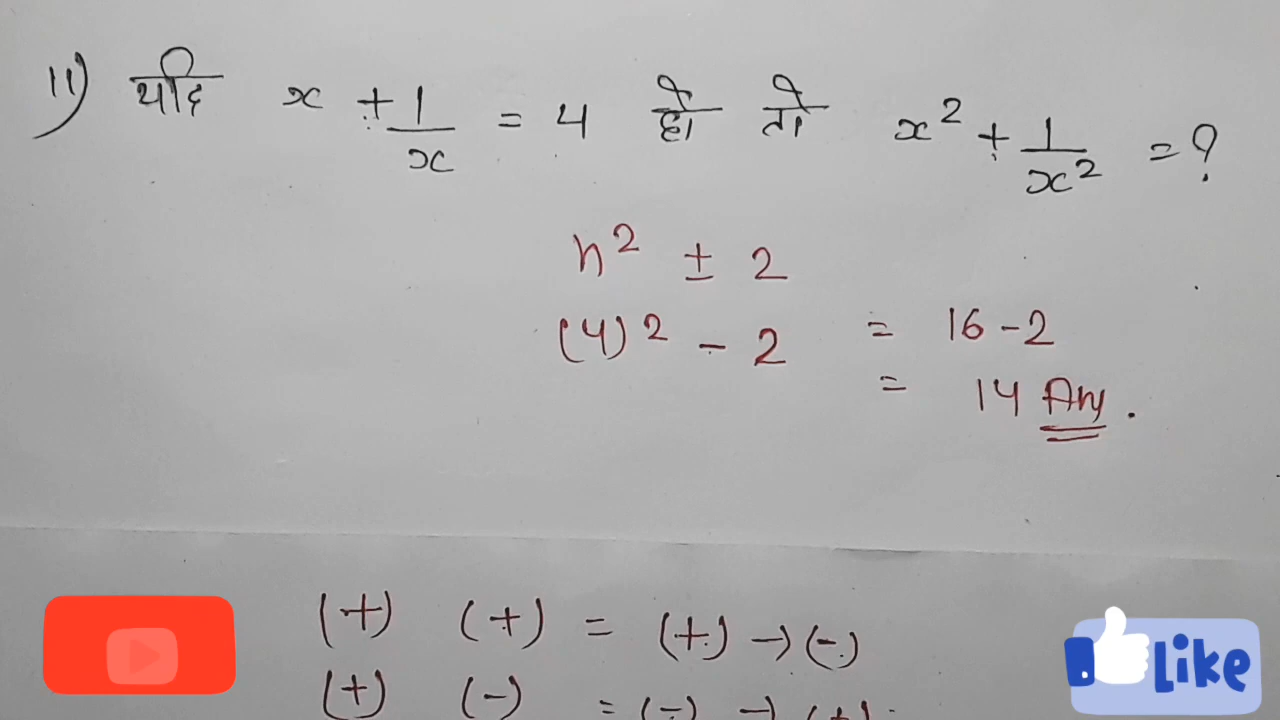 11) यदि x + 1/x = 4 हो तो x² + 1/x² = ?
n² ± 2
(4)² - 2 = 16 - 2
= 14 Ans.
(+) (+) = (+) → (-)
(+) (-) = (-) → (+)
Like